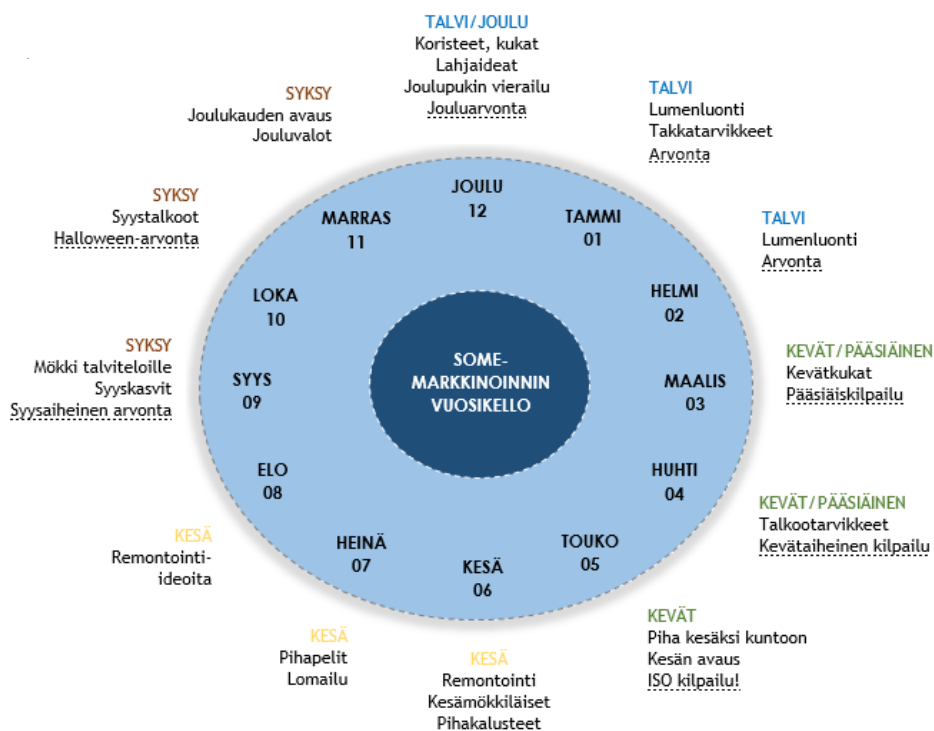 TALVI/JOULU
Koristeet, kukat
Lahjaideat
Joulupukin vierailu
Jouluarvonta
TALVI
Lumenluonti
Takkatarvikkeet
Arvonta
TALVI
Lumenluonti
Arvonta
KEVÄT/PÄÄSIÄINEN
Kevätkukat
Pääsiäiskilpailu
KEVÄT/PÄÄSIÄINEN
Talkootarvikkeet
Kevätaiheinen kilpailu
KEVÄT
Piha kesäksi kuntoon
Kesän avaus
ISO kilpailu!
KESÄ
Remontointi
Kesämökkiläiset
Pihakalusteet
KESÄ
Pihapelit
Lomailu
KESÄ
Remontointi-
ideoita
SYKSY
Mökki talviteloille
Syyskasvit
Syysaiheinen arvonta
SYKSY
Syystalkoot
Halloween-arvonta
SYKSY
Joulukauden avaus
Jouluvalot
JOULU
12
TAMMI
01
HELMI
02
MAALIS
03
HUHTI
04
TOUKO
05
KESÄ
06
HEINÄ
07
ELO
08
SYYS
09
LOKA
10
MARRAS
11
SOME-
MARKKINOINNIN
VUOSIKELLO